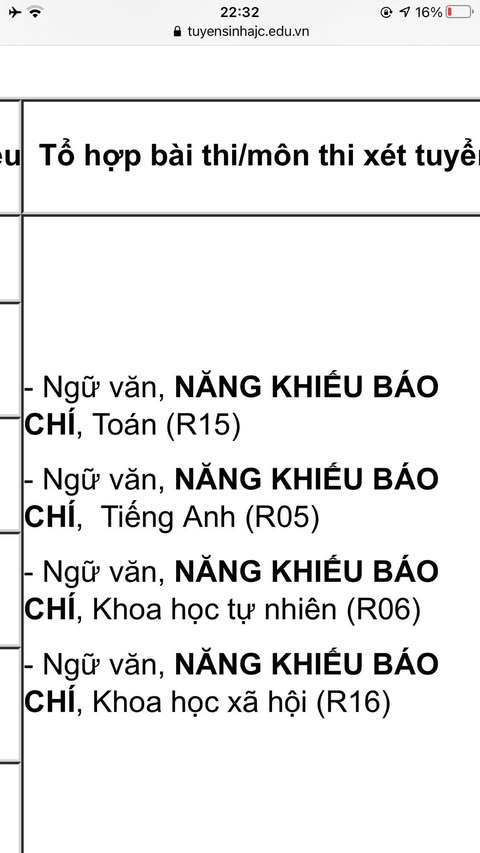 22:32
16%
tuyensinhajc.edu.vn
êu
Tổ hợp bài thi/môn thi xét tuyể
- Ngữ văn, NĂNG KHIẾU BÁO
CHÍ, Toán (R15)
- Ngữ văn, NĂNG KHIẾU BÁO
CHÍ,  Tiếng Anh (R05)
- Ngữ văn, NĂNG KHIẾU BÁO
CHÍ, Khoa học tự nhiên (R06)
- Ngữ văn, NĂNG KHIẾU BÁO
CHÍ, Khoa học xã hội (R16)